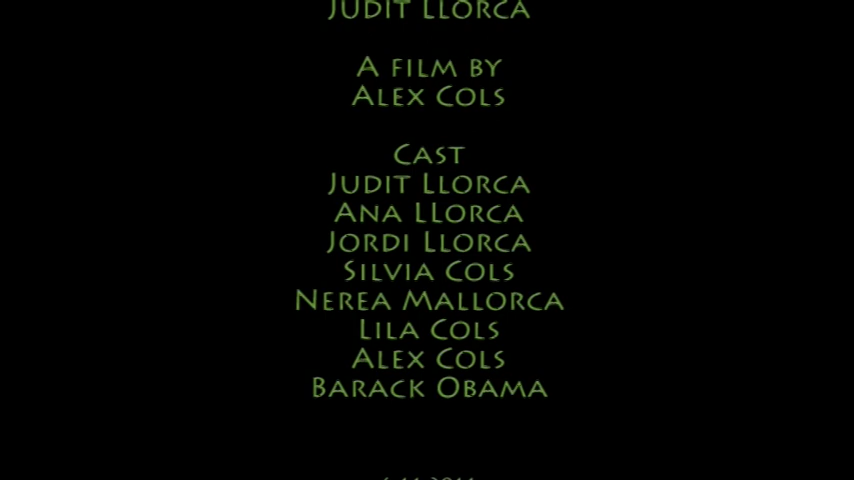 JUDIT LLORCA
A FILM BY
ALEX COLS
CAST
JUDIT LLORCA
ANA LLORCA
JORDI LLORCA
SILVIA COLS
NEREA MALLORCA
LILA COLS
ALEX COLS
BARACK OBAMA